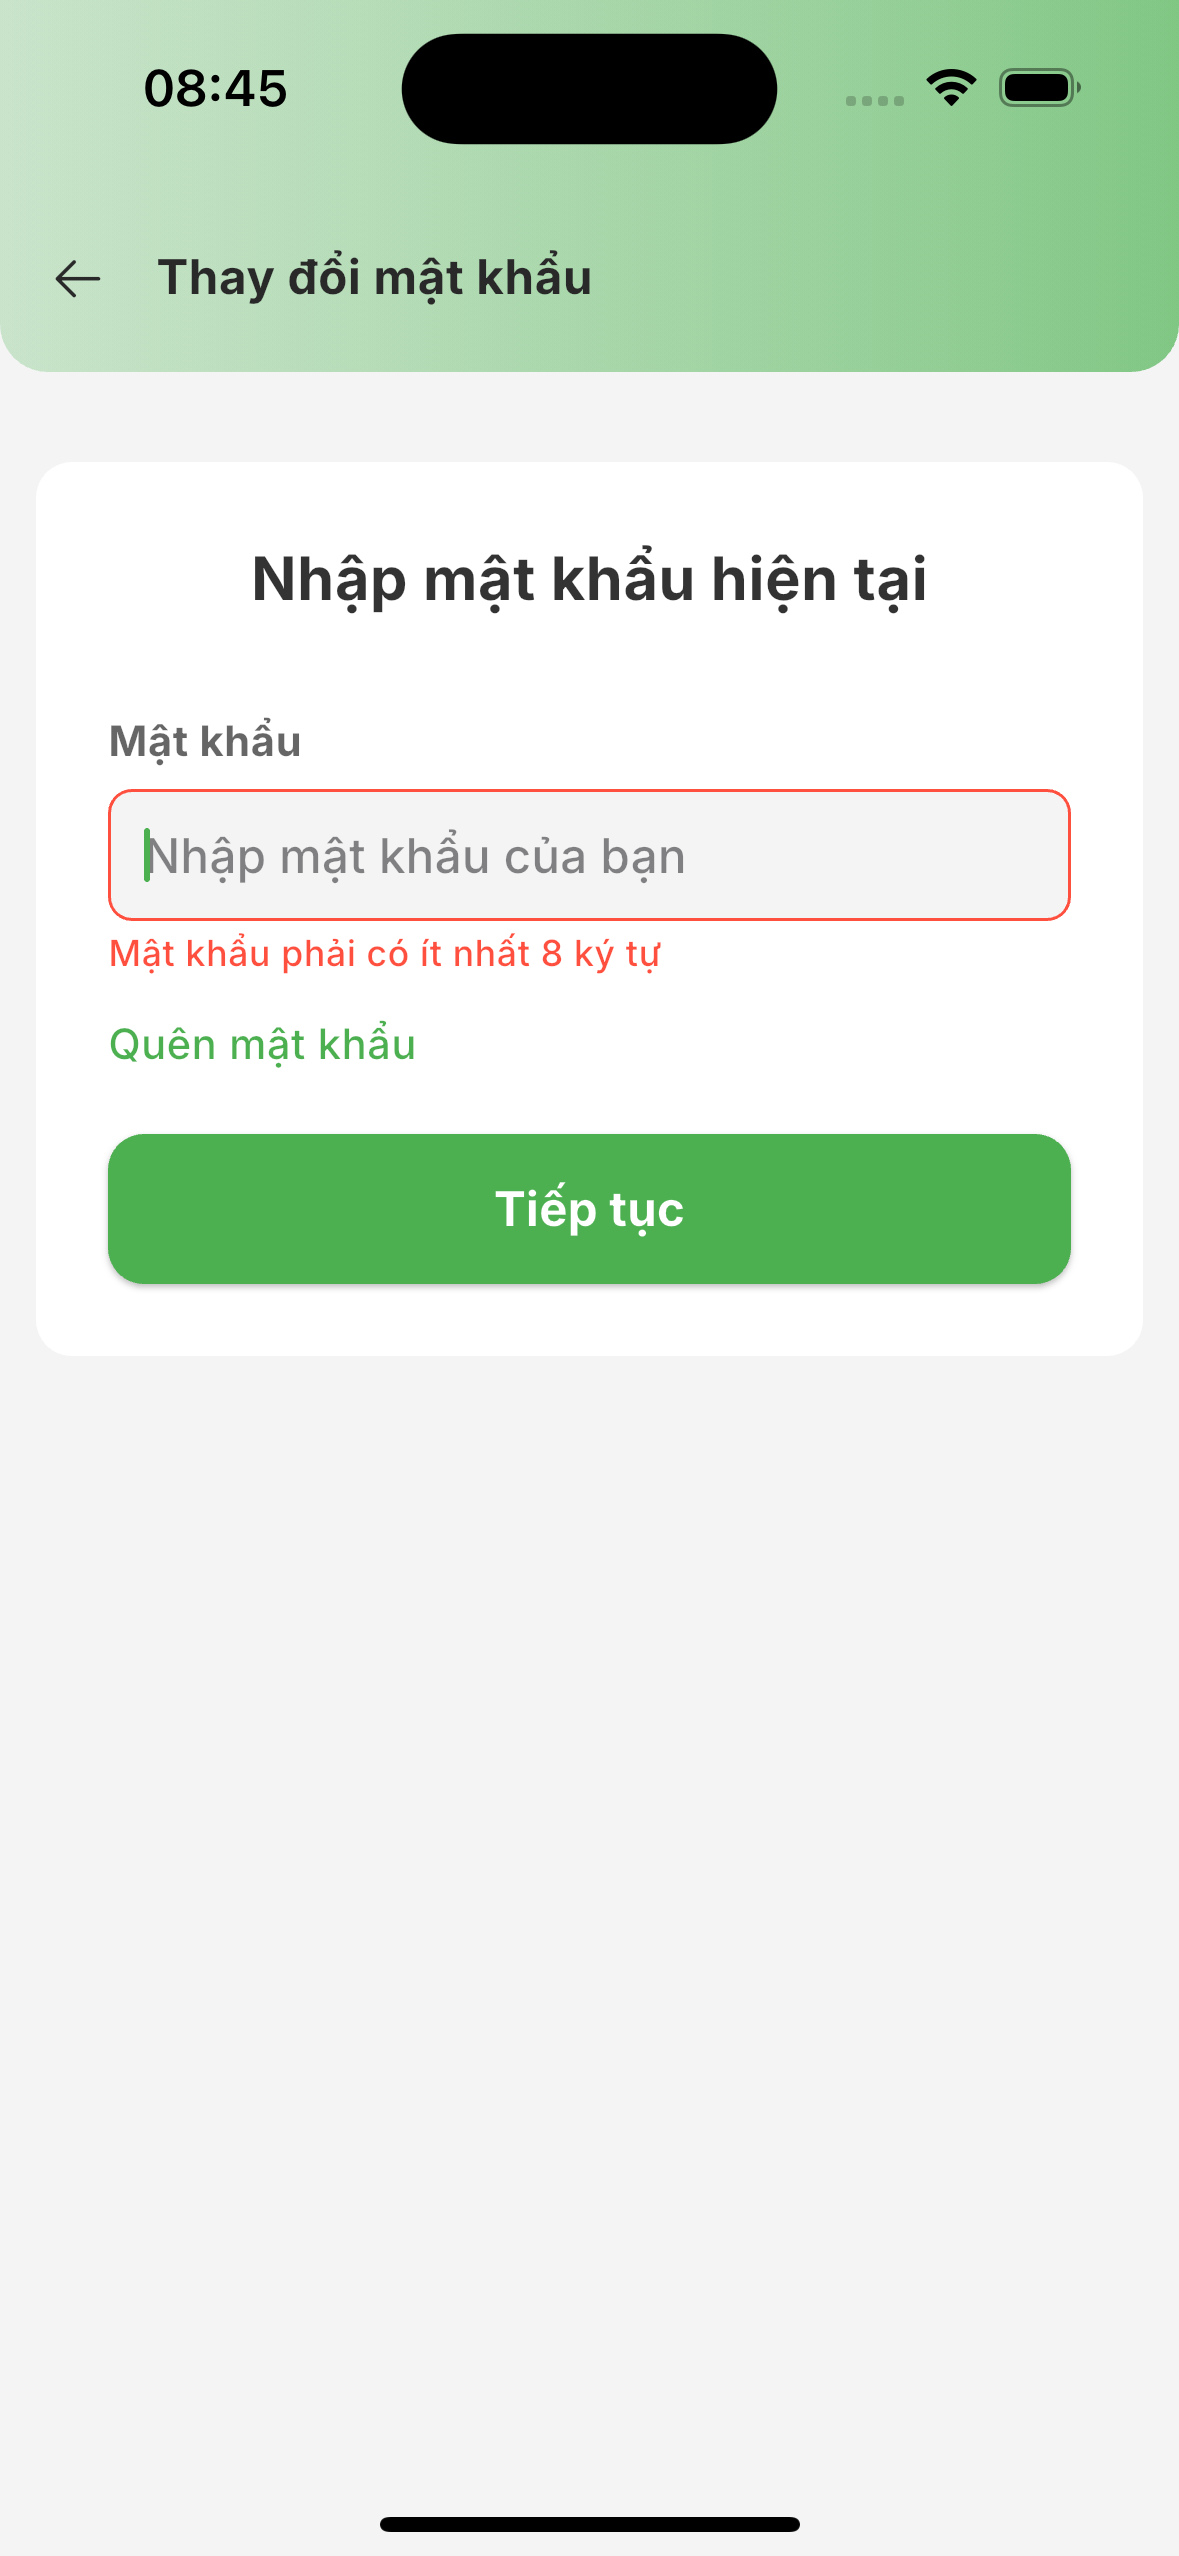 08:45
Thay đổi mật khẩu
Nhập mật khẩu hiện tại
Mật khẩu
Nhập mật khẩu của bạn
Mật khẩu phải có ít nhất 8 ký tự
Quên mật khẩu
Tiếp tục